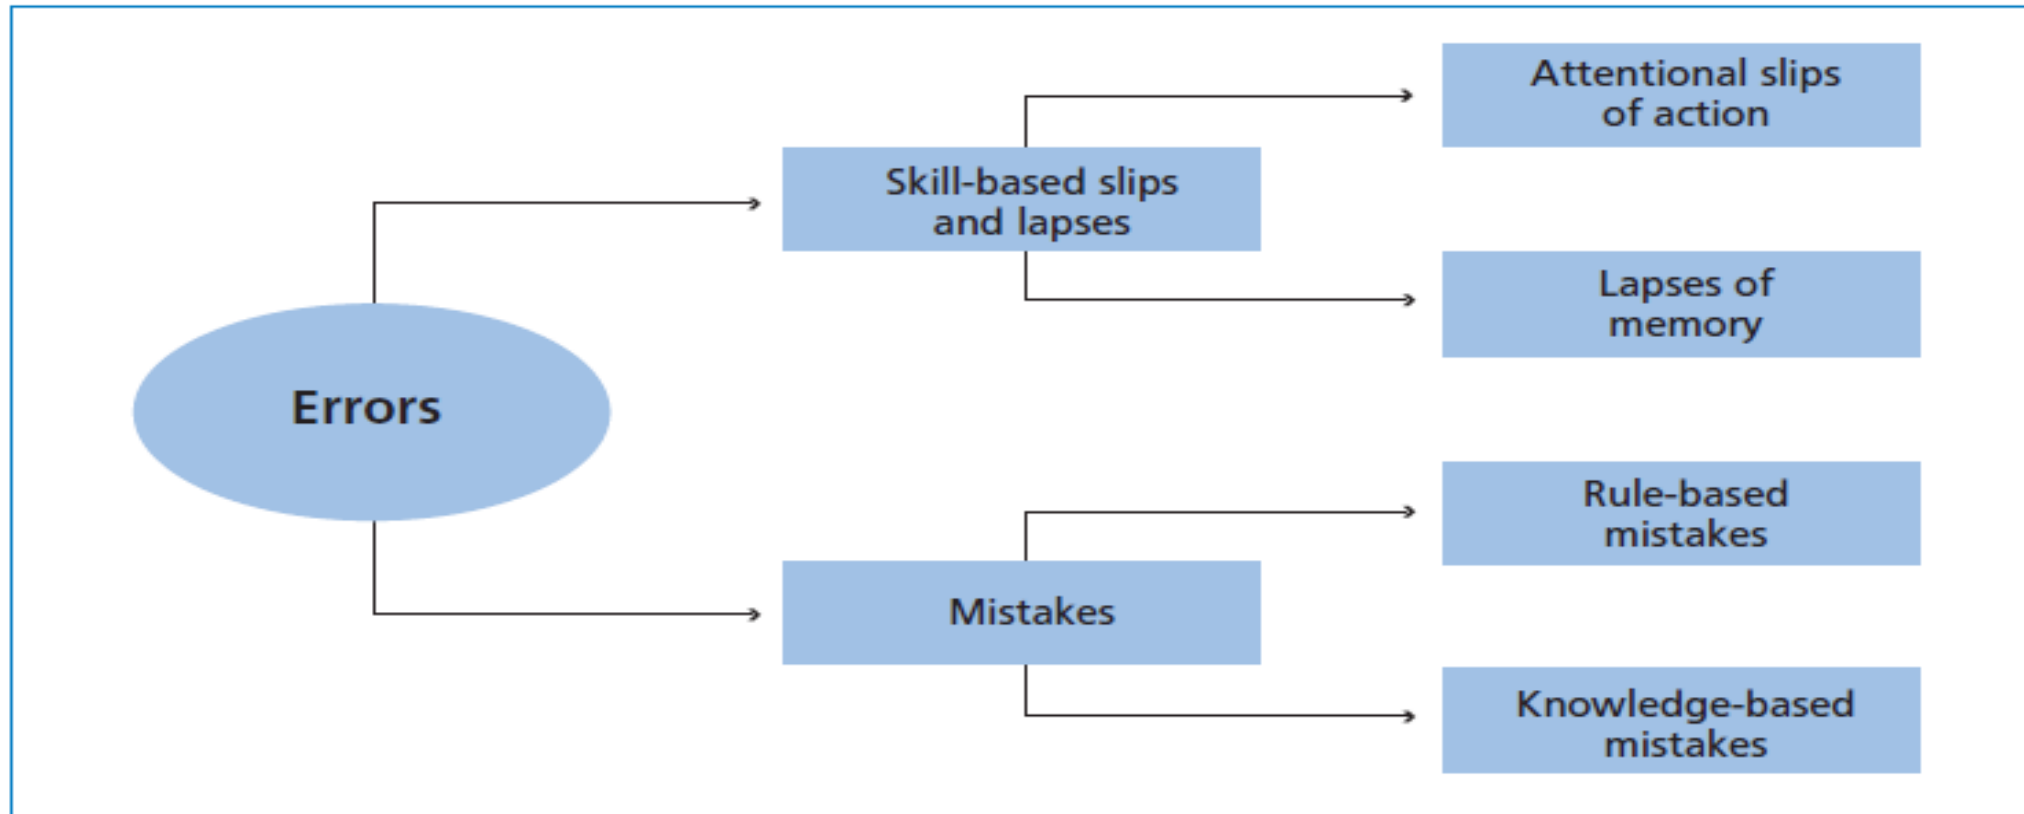 Attentional slips
of action
Skill-based slips
and lapses
Lapses of
memory
Errors
Rule-based
mistakes
Mistakes
Knowledge-based
mistakes